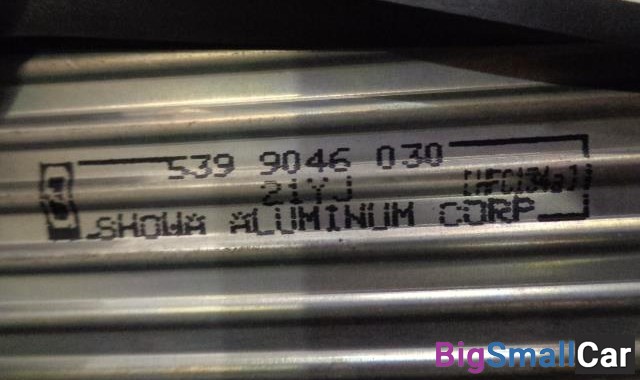 539 9046 030
21YJ
[HFC134a]
SHOWA ALUMINUM CORP
BigSmallCar